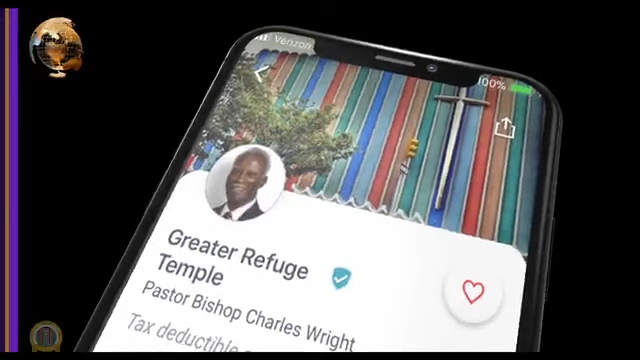 Verizon
100%
Greater Refuge
Temple
Pastor Bishop Charles Wright
Tax deductible